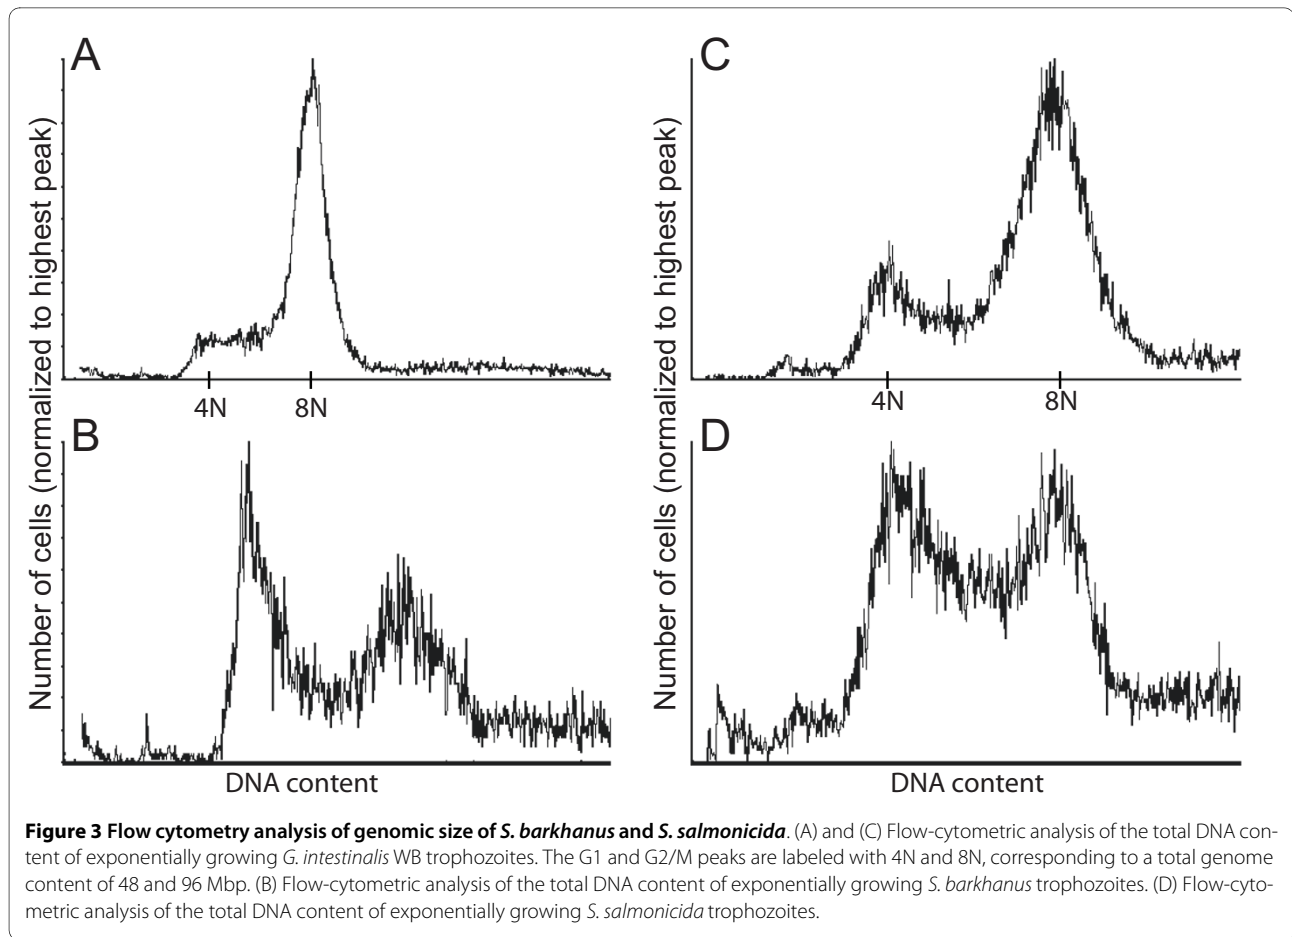 A
Number of cells (normalized to highest peak)
4N
8N
B
DNA content
C
Number of cells (normalized to highest peak)
4N
8N
D
DNA content
Figure 3 Flow cytometry analysis of genomic size of S. barkhanus and S. salmonicida. (A) and (C) Flow-cytometric analysis of the total DNA con-
tent of exponentially growing G. intestinalis WB trophozoites. The G1 and G2/M peaks are labeled with 4N and 8N, corresponding to a total genome
content of 48 and 96 Mbp. (B) Flow-cytometric analysis of the total DNA content of exponentially growing S. barkhanus trophozoites. (D) Flow-cyto-
metric analysis of the total DNA content of exponentially growing S. salmonicida trophozoites.